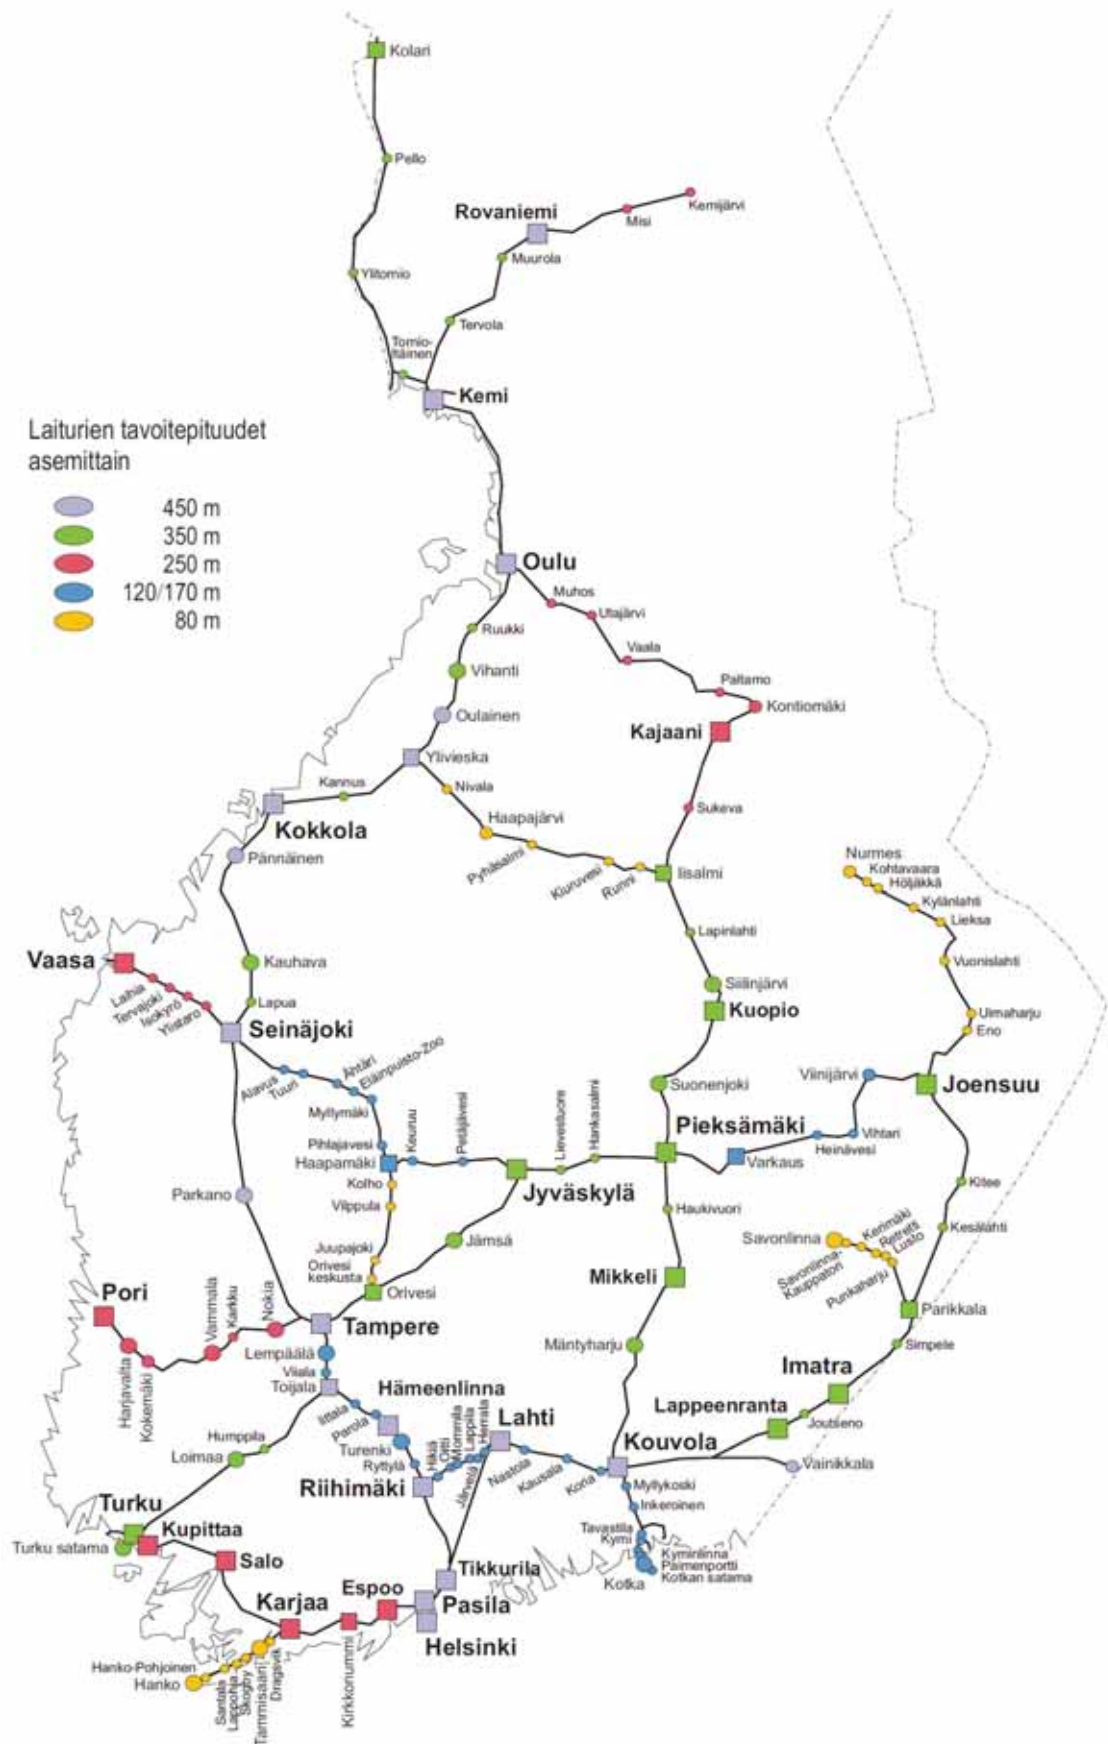 Kolari
Pello
Kemijärvi
Misi
Rovaniemi
Muurola
Ylitornio
Tervola
Tornio-
Itäinen
Kemi
Laiturien tavoitepituudet
asemittain
450 m
350 m
250 m
120/170 m
80 m
Oulu
Muhos
Utajärvi
Ruukki
Vaala
Vihanti
Paltamo
Kontiomäki
Oulainen
Kajaani
Ylivieska
Kannus
Nivala
Kokkola
Sukeva
Haapajärvi
Pyhäsalmi
Kiuruvesi
Runni
Iisalmi
Pännäinen
Nurmes
Kohtavaara
Höljäkkä
Kylänlahti
Lieksa
Lapinlahti
Vaasa
Laihia
Tervajoki
Isokyrö
Ylistaro
Kauhava
Lapua
Vuonislahti
Siilinjärvi
Kuopio
Uimaharju
Eno
Seinäjoki
Alavus
Tuuri
Ähtäri
Eläinpuisto-Zoo
Myllymäki
Suonenjoki
Viinijärvi
Joensuu
Pihlajavesi
Haapamäki
Keuruu
Petäjävesi
Lievestuore
Hankasalmi
Pieksämäki
Varkaus
Heinävesi
Vihtari
Kolho
Vilppula
Jyväskylä
Parkano
Kitee
Haukivuori
Kesälahti
Juupajoki
Orivesi
keskusta
Jämsä
Savonlinna
Savonlinna-
Kauppatori
Kerimäki
Retretti
Lusto
Punkaharju
Orivesi
Mikkeli
Pori
Harjavalta
Kokemäki
Vammala
Karkku
Nokia
Tampere
Parikkala
Simpele
Lempäälä
Viiala
Toijala
Mäntyharju
Imatra
Hämeenlinna
Iittala
Parola
Turenki
Ryttylä
Lappeenranta
Joutseno
Humppila
Loimaa
Hikiä
Oitti
Mommila
Lappila
Järvelä
Herrala
Lahti
Nastola
Kausala
Koria
Kouvola
Vainikkala
Riihimäki
Myllykoski
Inkeroinen
Turku
Kupittaa
Turku satama
Tavastila
Kymi
Kyminlinna
Paimenportti
Kotkan satama
Kotka
Salo
Tikkurila
Karjaa
Espoo
Pasila
Helsinki
Kirkkonummi
Hanko-Pohjoinen
Hanko
Santala
Lappohja
Skogby
Tammisaari
Dragsvik